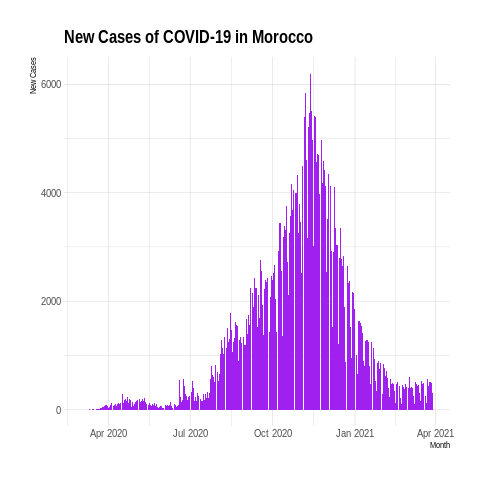 New Cases of COVID-19 in Morocco
New Cases
6000
4000
2000
0
Apr 2020 Jul 2020 Oct 2020 Jan 2021 Apr 2021
Month